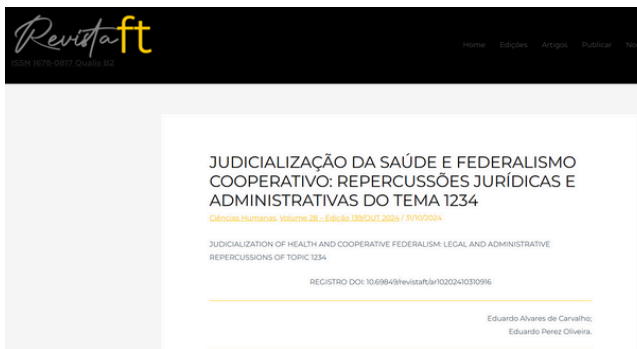 Revistaft
ISSN 1678-0817 Qualis B2
Home Edições Artigos Publicar
JUDICIALIZAÇÃO DA SAÚDE E FEDERALISMO
COOPERATIVO: REPERCUSSÕES JURÍDICAS E
ADMINISTRATIVAS DO TEMA 1234
Ciências Humanas, Volume 28 – Edição 139/OUT 2024 / 31/10/2024
JUDICIALIZATION OF HEALTH AND COOPERATIVE FEDERALISM: LEGAL AND ADMINISTRATIVE
REPERCUSSIONS OF TOPIC 1234
REGISTRO DOI: 10.69849/revistaft/ar10202410310916
Eduardo Alvares de Carvalho;
Eduardo Perez Oliveira.